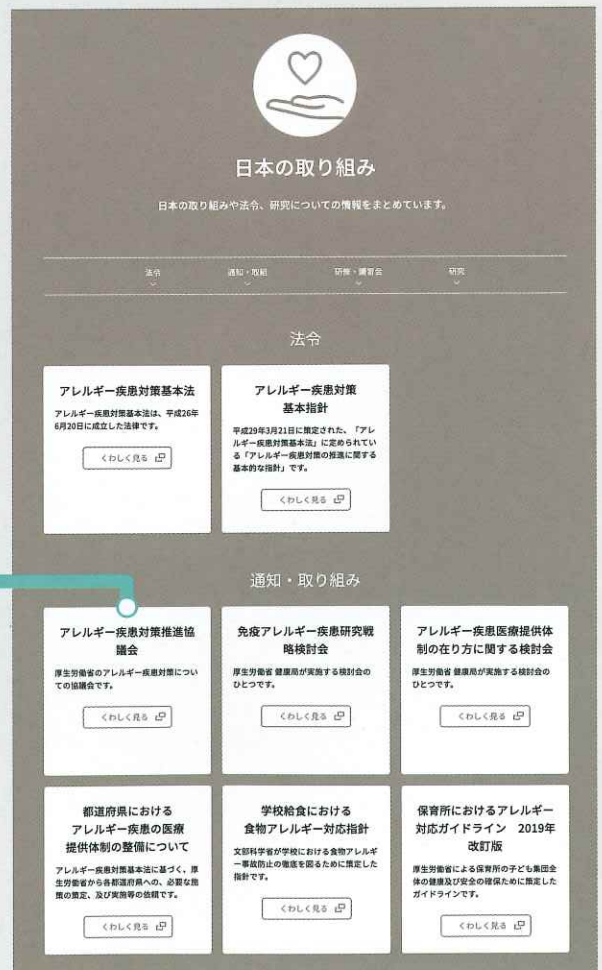 日本の取り組み
日本の取り組みや法令、研究についての情報をまとめています。
法令
通知・取組
研修・講習会
研究
法令
アレルギー疾患対策基本法
アレルギー疾患対策基本法は、平成26年
6月20日に成立した法律です。
くわしく見る
アレルギー疾患対策
基本指針
平成29年3月21日に策定された、「アレ
ルギー疾患対策基本法」に定められてい
る「アレルギー疾患対策の推進に関する
基本的な指針」です。
くわしく見る
通知・取り組み
アレルギー疾患対策推進協
議会
厚生労働省のアレルギー疾患対策につい
ての協議会です。
くわしく見る
免疫アレルギー疾患研究戦
略検討会
厚生労働省 健康局が実施する検討会の
ひとつです。
くわしく見る
アレルギー疾患医療提供体
制の在り方に関する検討会
厚生労働省 健康局が実施する検討会の
ひとつです。
くわしく見る
都道府県における
アレルギー疾患の医療
提供体制の整備について
アレルギー疾患対策基本法に基づく、厚
生労働省から各都道府県への、必要な施
策の策定、及び実施等の依頼です。
くわしく見る
学校給食における
食物アレルギー対応指針
文部科学省が学校における食物アレルギ
ー事故防止の徹底を図るために策定した
指針です。
くわしく見る
保育所におけるアレルギー
対応ガイドライン 2019年
改訂版
厚生労働省による保育所の子ども集団全
体の健康及び安全の確保ために策定した
ガイドラインです。
くわしく見る